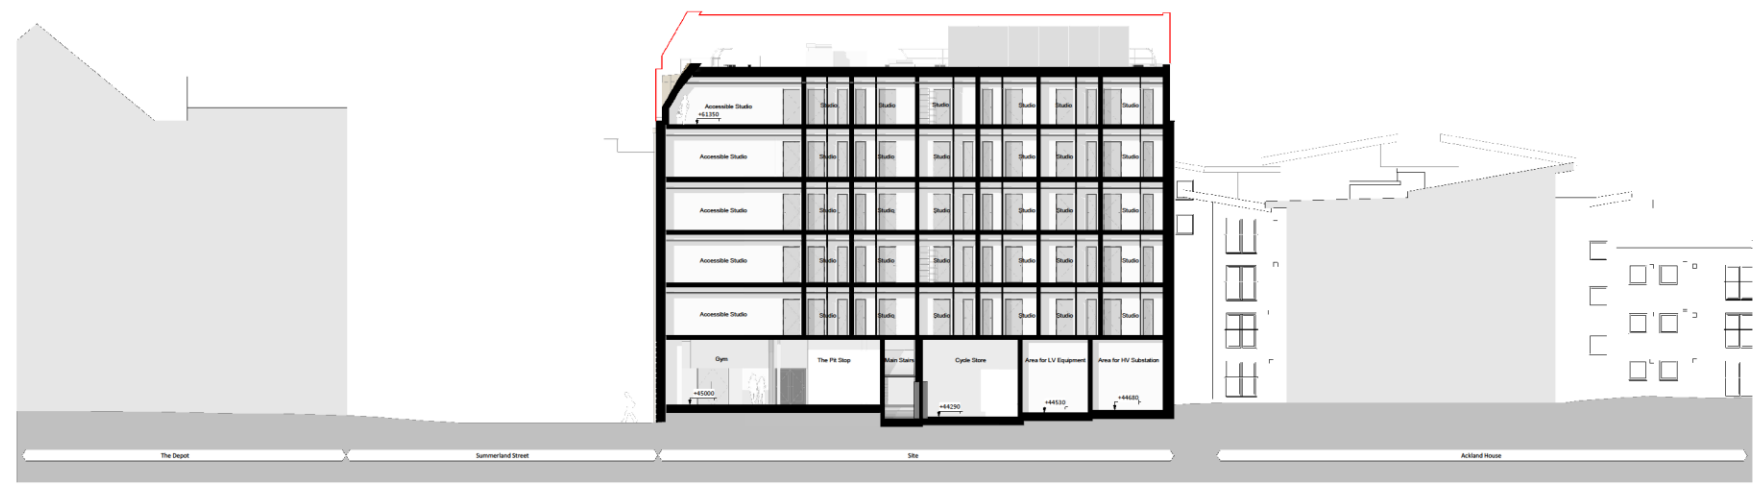 Accessible Studio Studio Studio Studio Studio Studio Studio
+61350
Accessible Studio Studio Studio Studio Studio Studio Studio
Accessible Studio Studio Studio Studio Studio Studio Studio
Accessible Studio Studio Studio Studio Studio Studio Studio
Accessible Studio Studio Studio Studio Studio Studio Studio
Gym The Pit Stop Main Stairs Cycle Store Area for LV Equipment Area for HV Substation
+45000 +44290 +44530 +44680
The Depot Summerland Street Site Ackland House